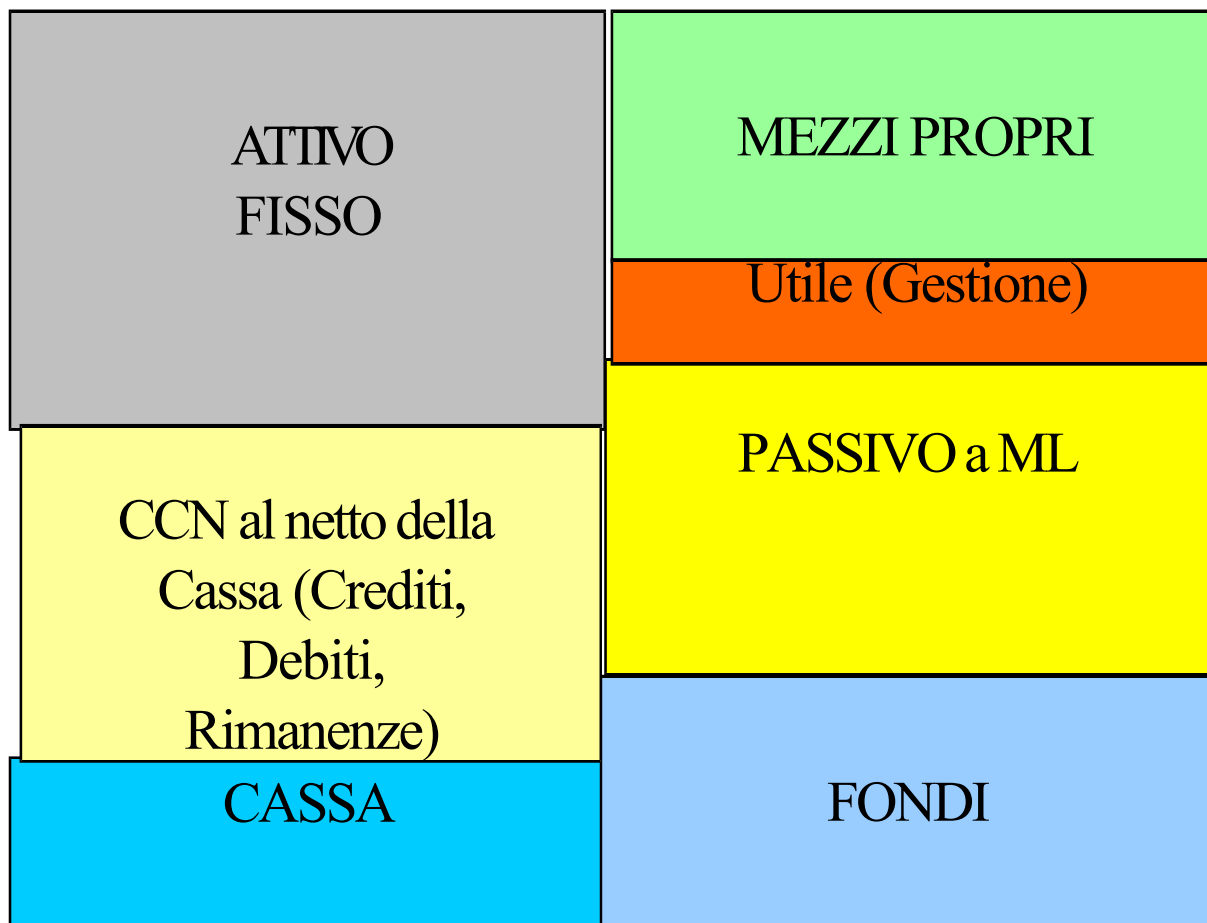 ATTIVO
FISSO
CCN al netto della
Cassa (Crediti,
Debiti,
Rimanenze)
CASSA
MEZZI PROPRI
Utile (Gestione)
PASSIVO a ML
FONDI